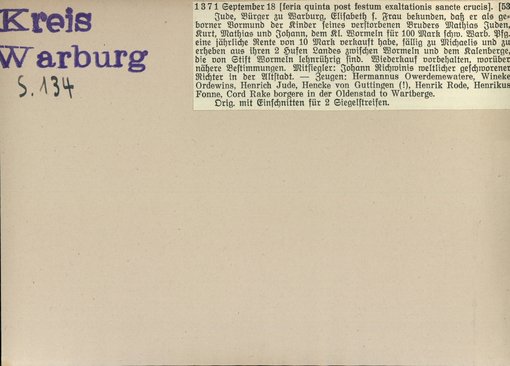 Kreis
Warburg
S. 134
1371 September 18 [feria quinta post festum exaltationis sancte crucis]. [53
Jude, Bürger zu Warburg, Elisabeth s. Frau bekunden, daß er als ge-
borner Vormund der Kinder seines verstorbenen Bruders Mathias Juden,
Kurt, Mathias und Johann, dem Kl. Wormeln für 100 Mark schw. Warb. Pfg.
eine jährliche Rente von 10 Mark verkauft habe, fällig zu Michaelis und zu
erheben aus ihren 2 Hufen Landes zwischen Wormeln und dem Kalenberge,
die von Stift Wormeln lehnrührig sind. Wiederkauf vorbehalten, worüber
nähere Bestimmungen. Mitsiegler: Johann Richwinis weltlicher geschworener
Richter in der Altstadt. — Zeugen: Hermannus Owerdemewatere, Wineke
Ordewins, Henrich Jude, Hencke von Guttingen (!), Henrik Rode, Henrikus
Fonne, Cord Rake borgere in der Oldenstad to Wartberge.
Orig. mit Einschnitten für 2 Siegelstreifen.